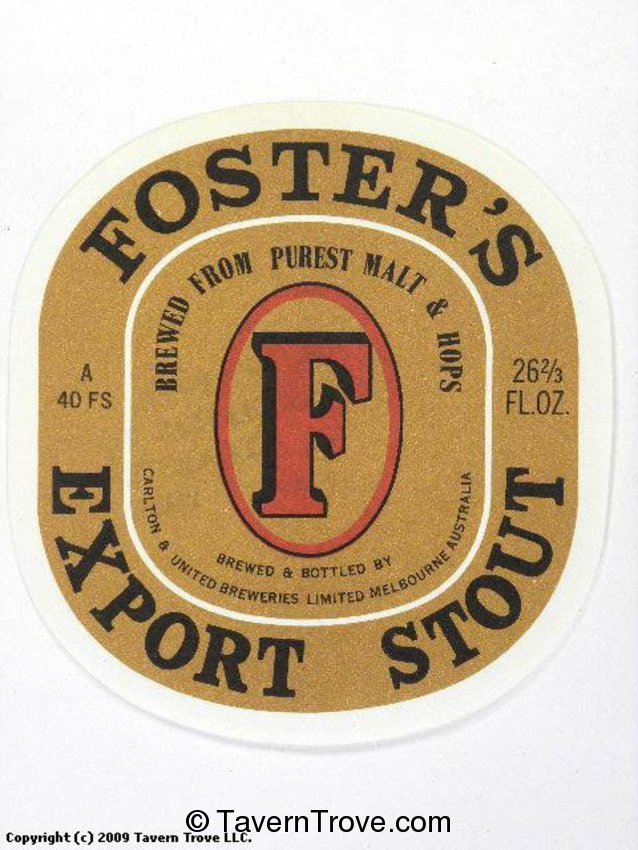 FOSTER'S
BREWED FROM PUREST MALT & HOPS
F
A
40 FS
26⅔
FL.OZ.
BREWED & BOTTLED BY
CARLTON & UNITED BREWERIES LIMITED MELBOURNE AUSTRALIA
EXPORT STOUT
© TavernTrove.com
Copyright (c) 2009 Tavern Trove LLC.